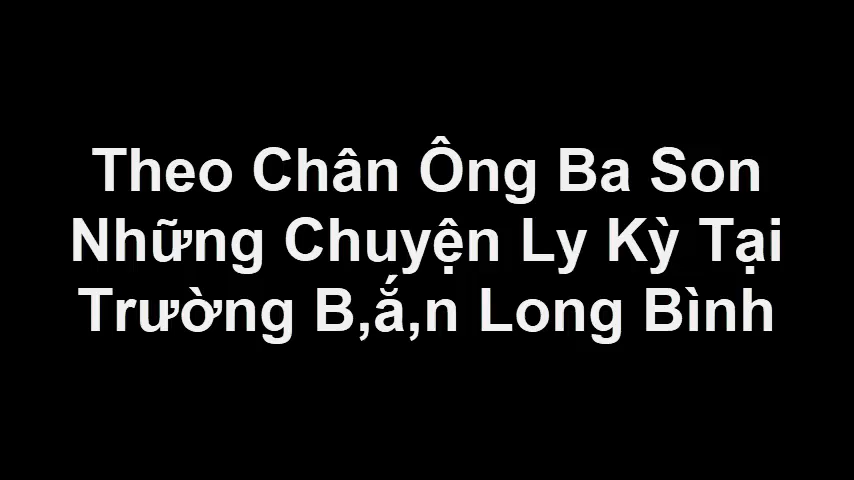 Theo Chân Ông Ba Son
Những Chuyện Ly Kỳ Tại
Trường B,ắ,n Long Bình